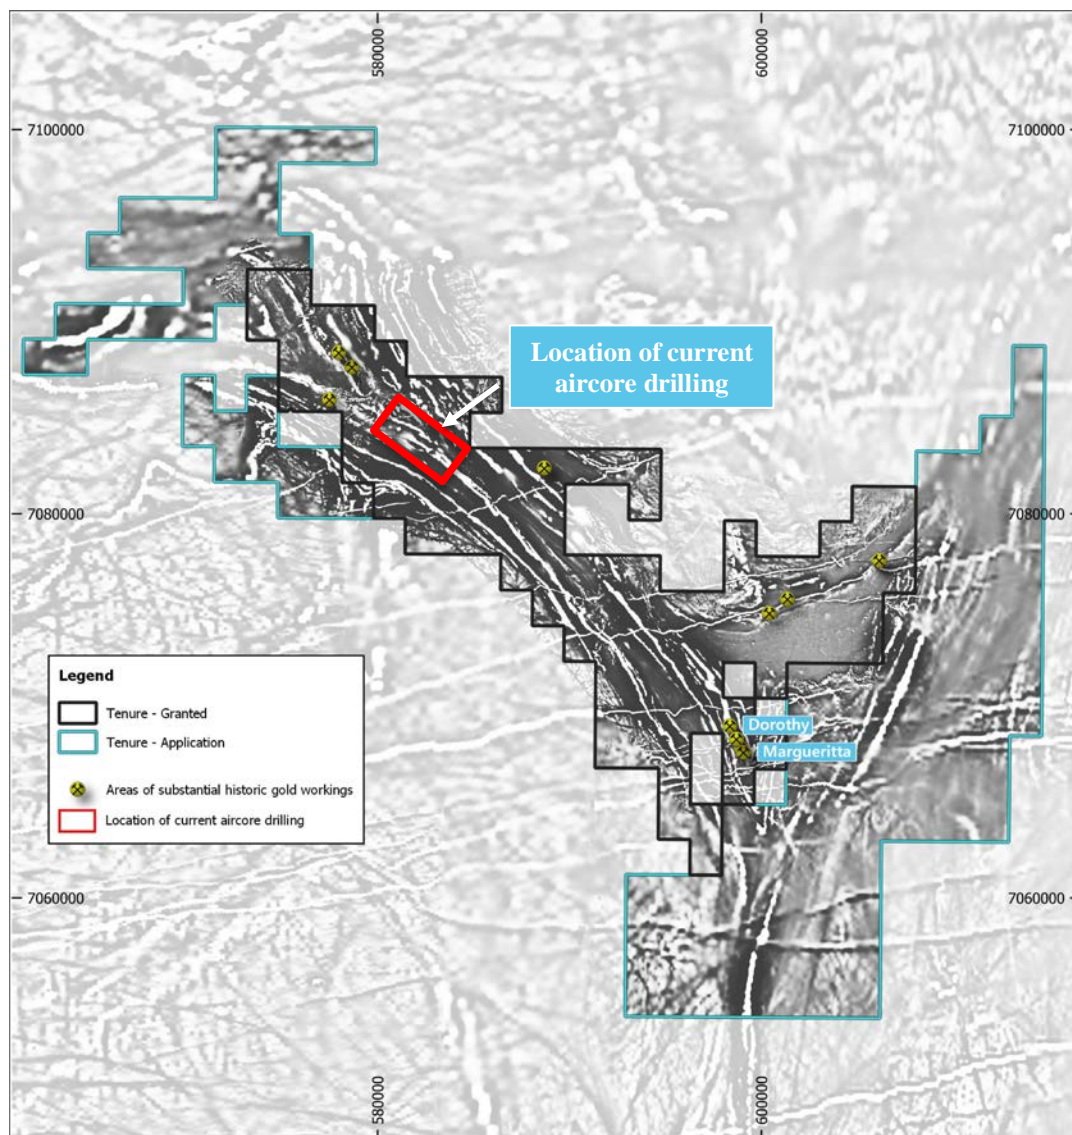 580000
600000
7100000
7100000
Location of current
aircore drilling
7080000
7080000
Legend
Tenure - Granted
Tenure - Application
Areas of substantial historic gold workings
Location of current aircore drilling
Dorothy
Margueritta
7060000
7060000
580000
600000